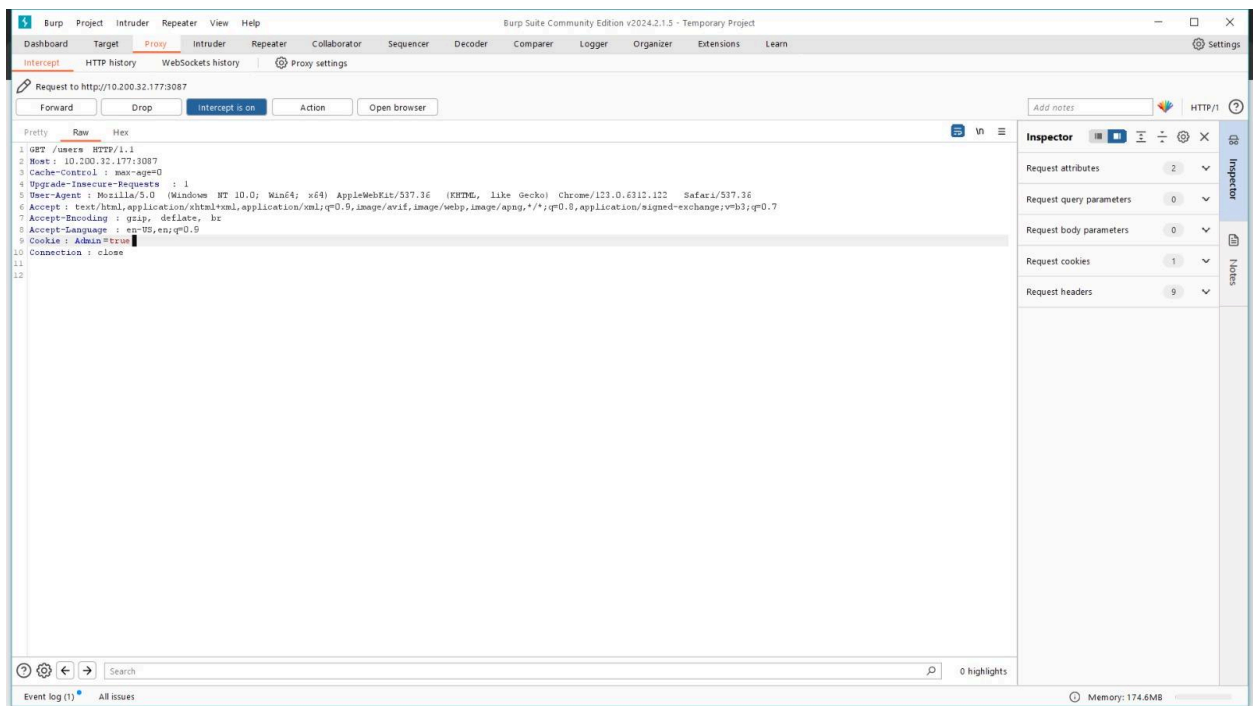 Burp Project Intruder Repeater View Help Burp Suite Community Edition v2024.2.1.5 - Temporary Project
Dashboard Target Proxy Intruder Repeater Collaborator Sequencer Decoder Comparer Logger Organizer Extensions Learn Settings
Intercept HTTP history WebSockets history Proxy settings
Request to http://10.200.32.177:3087
Forward Drop Intercept is on Action Open browser Add notes HTTP/1 ?
Pretty Raw Hex \n
1 GET /users HTTP/1.1
2 Host : 10.200.32.177:3087
3 Cache-Control : max-age=0
4 Upgrade-Insecure-Requests : 1
5 User-Agent : Mozilla/5.0 (Windows NT 10.0; Win64; x64) AppleWebKit/537.36 (KHTML, like Gecko) Chrome/123.0.6312.122 Safari/537.36
6 Accept : text/html,application/xhtml+xml,application/xml;q=0.9,image/avif,image/webp,image/apng,*/*;q=0.8,application/signed-exchange;v=b3;q=0.7
7 Accept-Encoding : gzip, deflate, br
8 Accept-Language : en-US,en;q=0.9
9 Cookie : Admin=true
10 Connection : close
11
12
Inspector
Request attributes 2
Request query parameters 0
Request body parameters 0
Request cookies 1
Request headers 9
Inspector
Notes
? Search 0 highlights
Event log (1) All issues Memory: 174.6MB